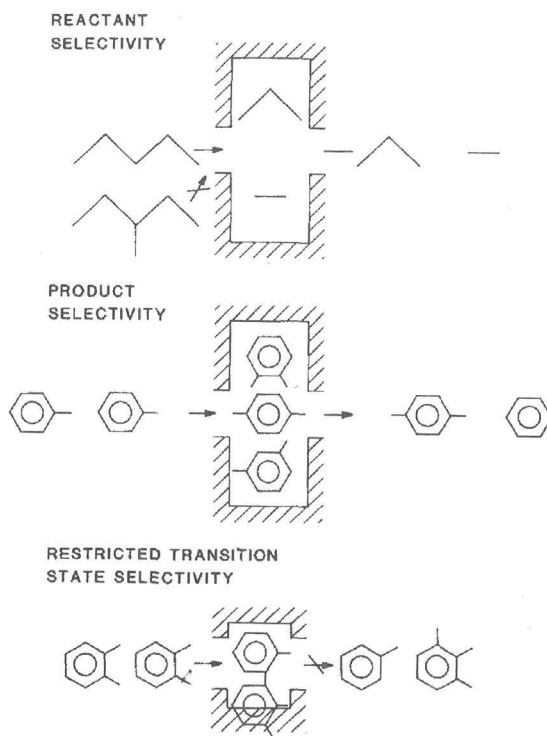 REACTANT
SELECTIVITY
PRODUCT
SELECTIVITY
RESTRICTED TRANSITION
STATE SELECTIVITY